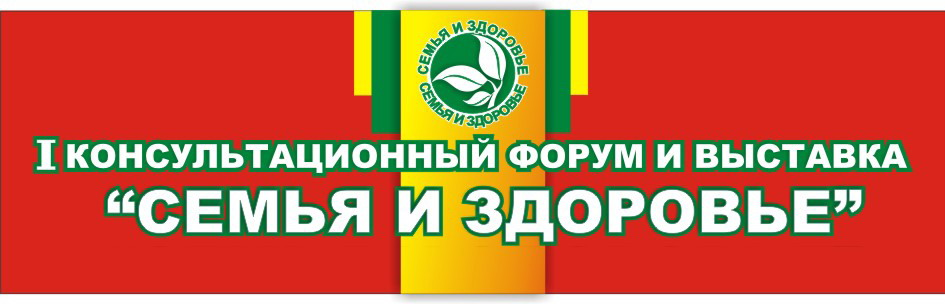 СЕМЬЯ И ЗДОРОВЬЕ
СЕМЬЯ И ЗДОРОВЬЕ
I КОНСУЛЬТАЦИОННЫЙ ФОРУМ И ВЫСТАВКА
“СЕМЬЯ И ЗДОРОВЬЕ”